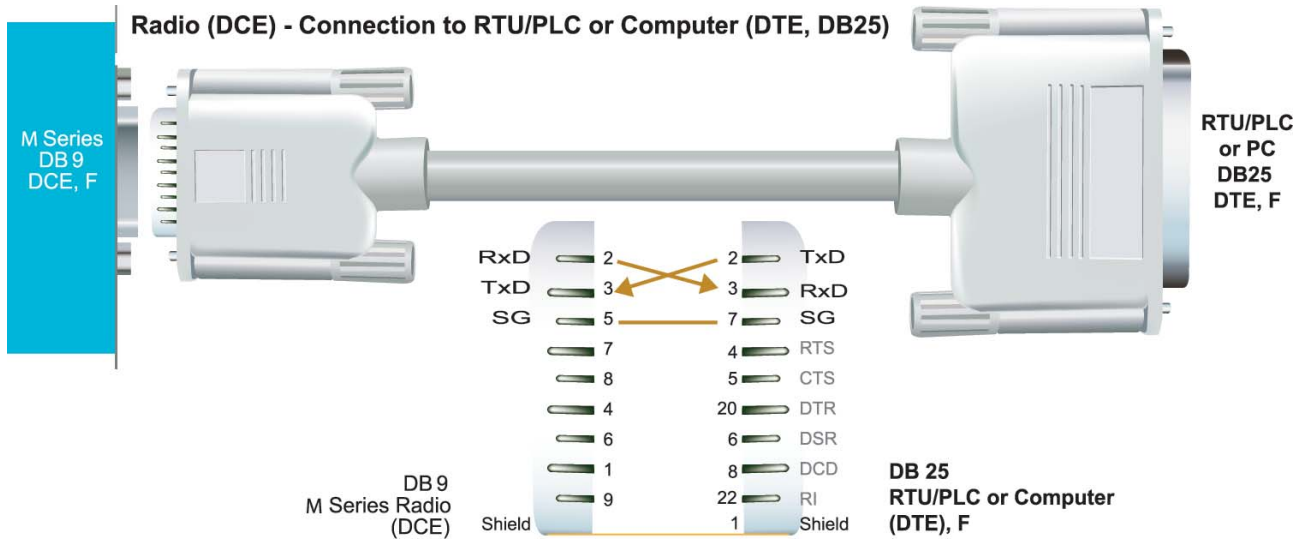 Radio (DCE) - Connection to RTU/PLC or Computer (DTE, DB25)
M Series
DB 9
DCE, F
RTU/PLC
or PC
DB25
DTE, F
RxD 2 2 TxD
TxD 3 3 RxD
SG 5 7 SG
7 4 RTS
8 5 CTS
4 20 DTR
6 6 DSR
1 8 DCD
9 22 RI
Shield 1 Shield
DB 9
M Series Radio
(DCE)
DB 25
RTU/PLC or Computer
(DTE), F